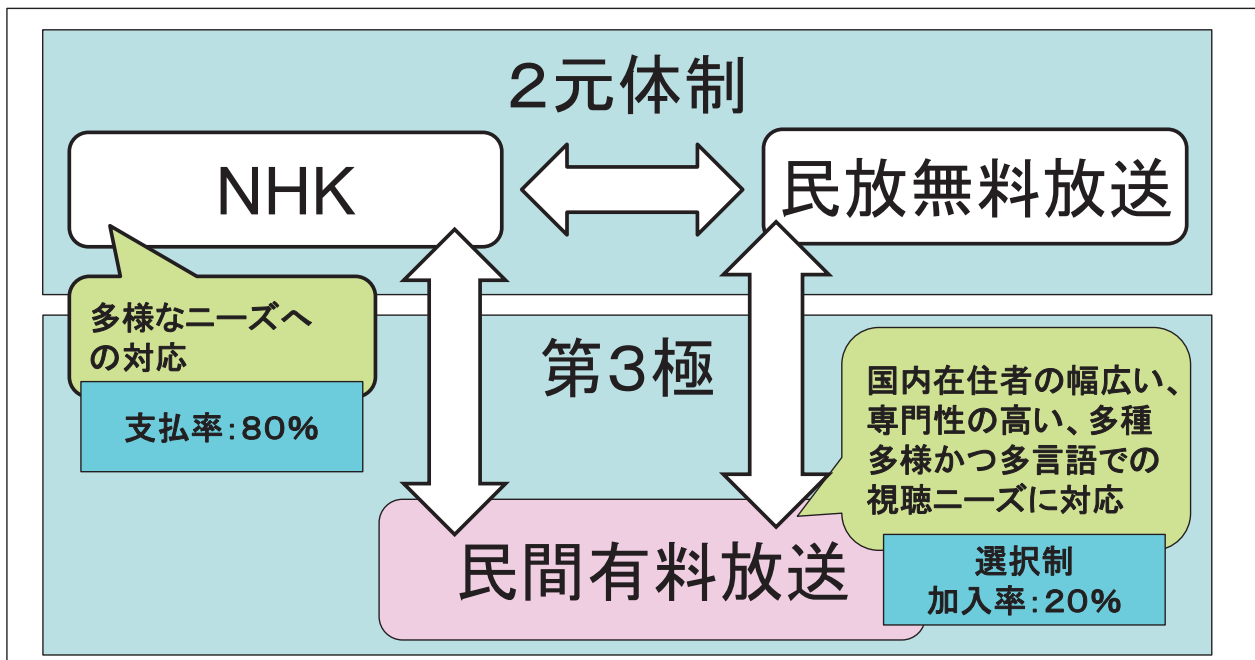 ２元体制
NHK
民放無料放送
多様なニーズへ
の対応
支払率：80%
第３極
国内在住者の幅広い、
専門性の高い、多種
多様かつ多言語での
視聴ニーズに対応
民間有料放送
選択制
加入率：20%